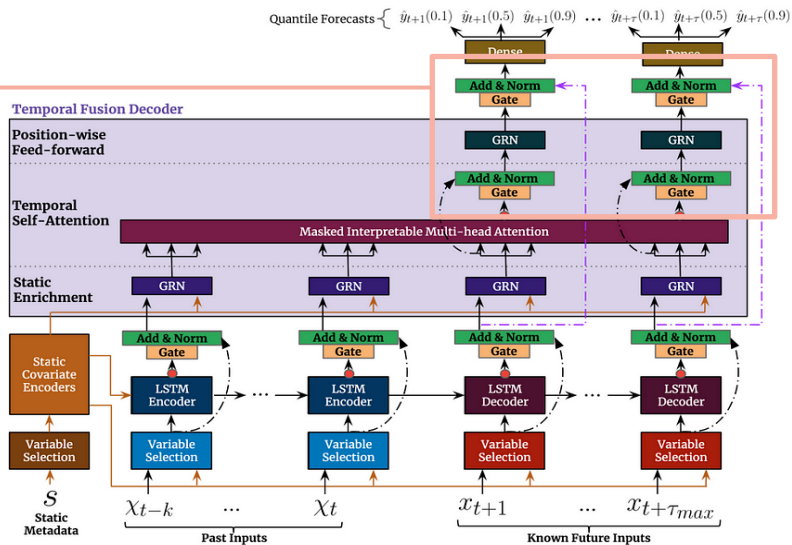 Quantile Forecasts { ŷt+1(0.1) ŷt+1(0.5) ŷt+1(0.9) ... ŷt+τ(0.1) ŷt+τ(0.5) ŷt+τ(0.9)
Dense Dense
Add & Norm Add & Norm
Gate Gate
Temporal Fusion Decoder
Position-wise
Feed-forward
GRN GRN
Add & Norm Add & Norm
Gate Gate
Temporal
Self-Attention
Masked Interpretable Multi-head Attention
Static
Enrichment
GRN GRN GRN GRN
Add & Norm Add & Norm Add & Norm Add & Norm
Gate Gate Gate Gate
Static
Covariate
Encoders
LSTM
Encoder
...
LSTM
Encoder
LSTM
Decoder
...
LSTM
Decoder
Variable
Selection
Variable
Selection
Variable
Selection
Variable
Selection
Variable
Selection
s
Static
Metadata
χt−k ... χt xt+1 ... xt+τmax
Past Inputs Known Future Inputs